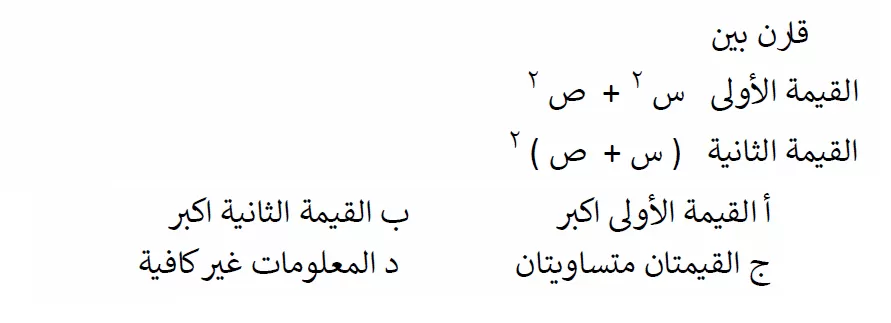 قارن بين
القيمة الأولى س ٢ + ص ٢
القيمة الثانية ( س + ص ) ٢
أ القيمة الأولى اكبر ب القيمة الثانية اكبر
ج القيمتان متساويتان د المعلومات غير كافية